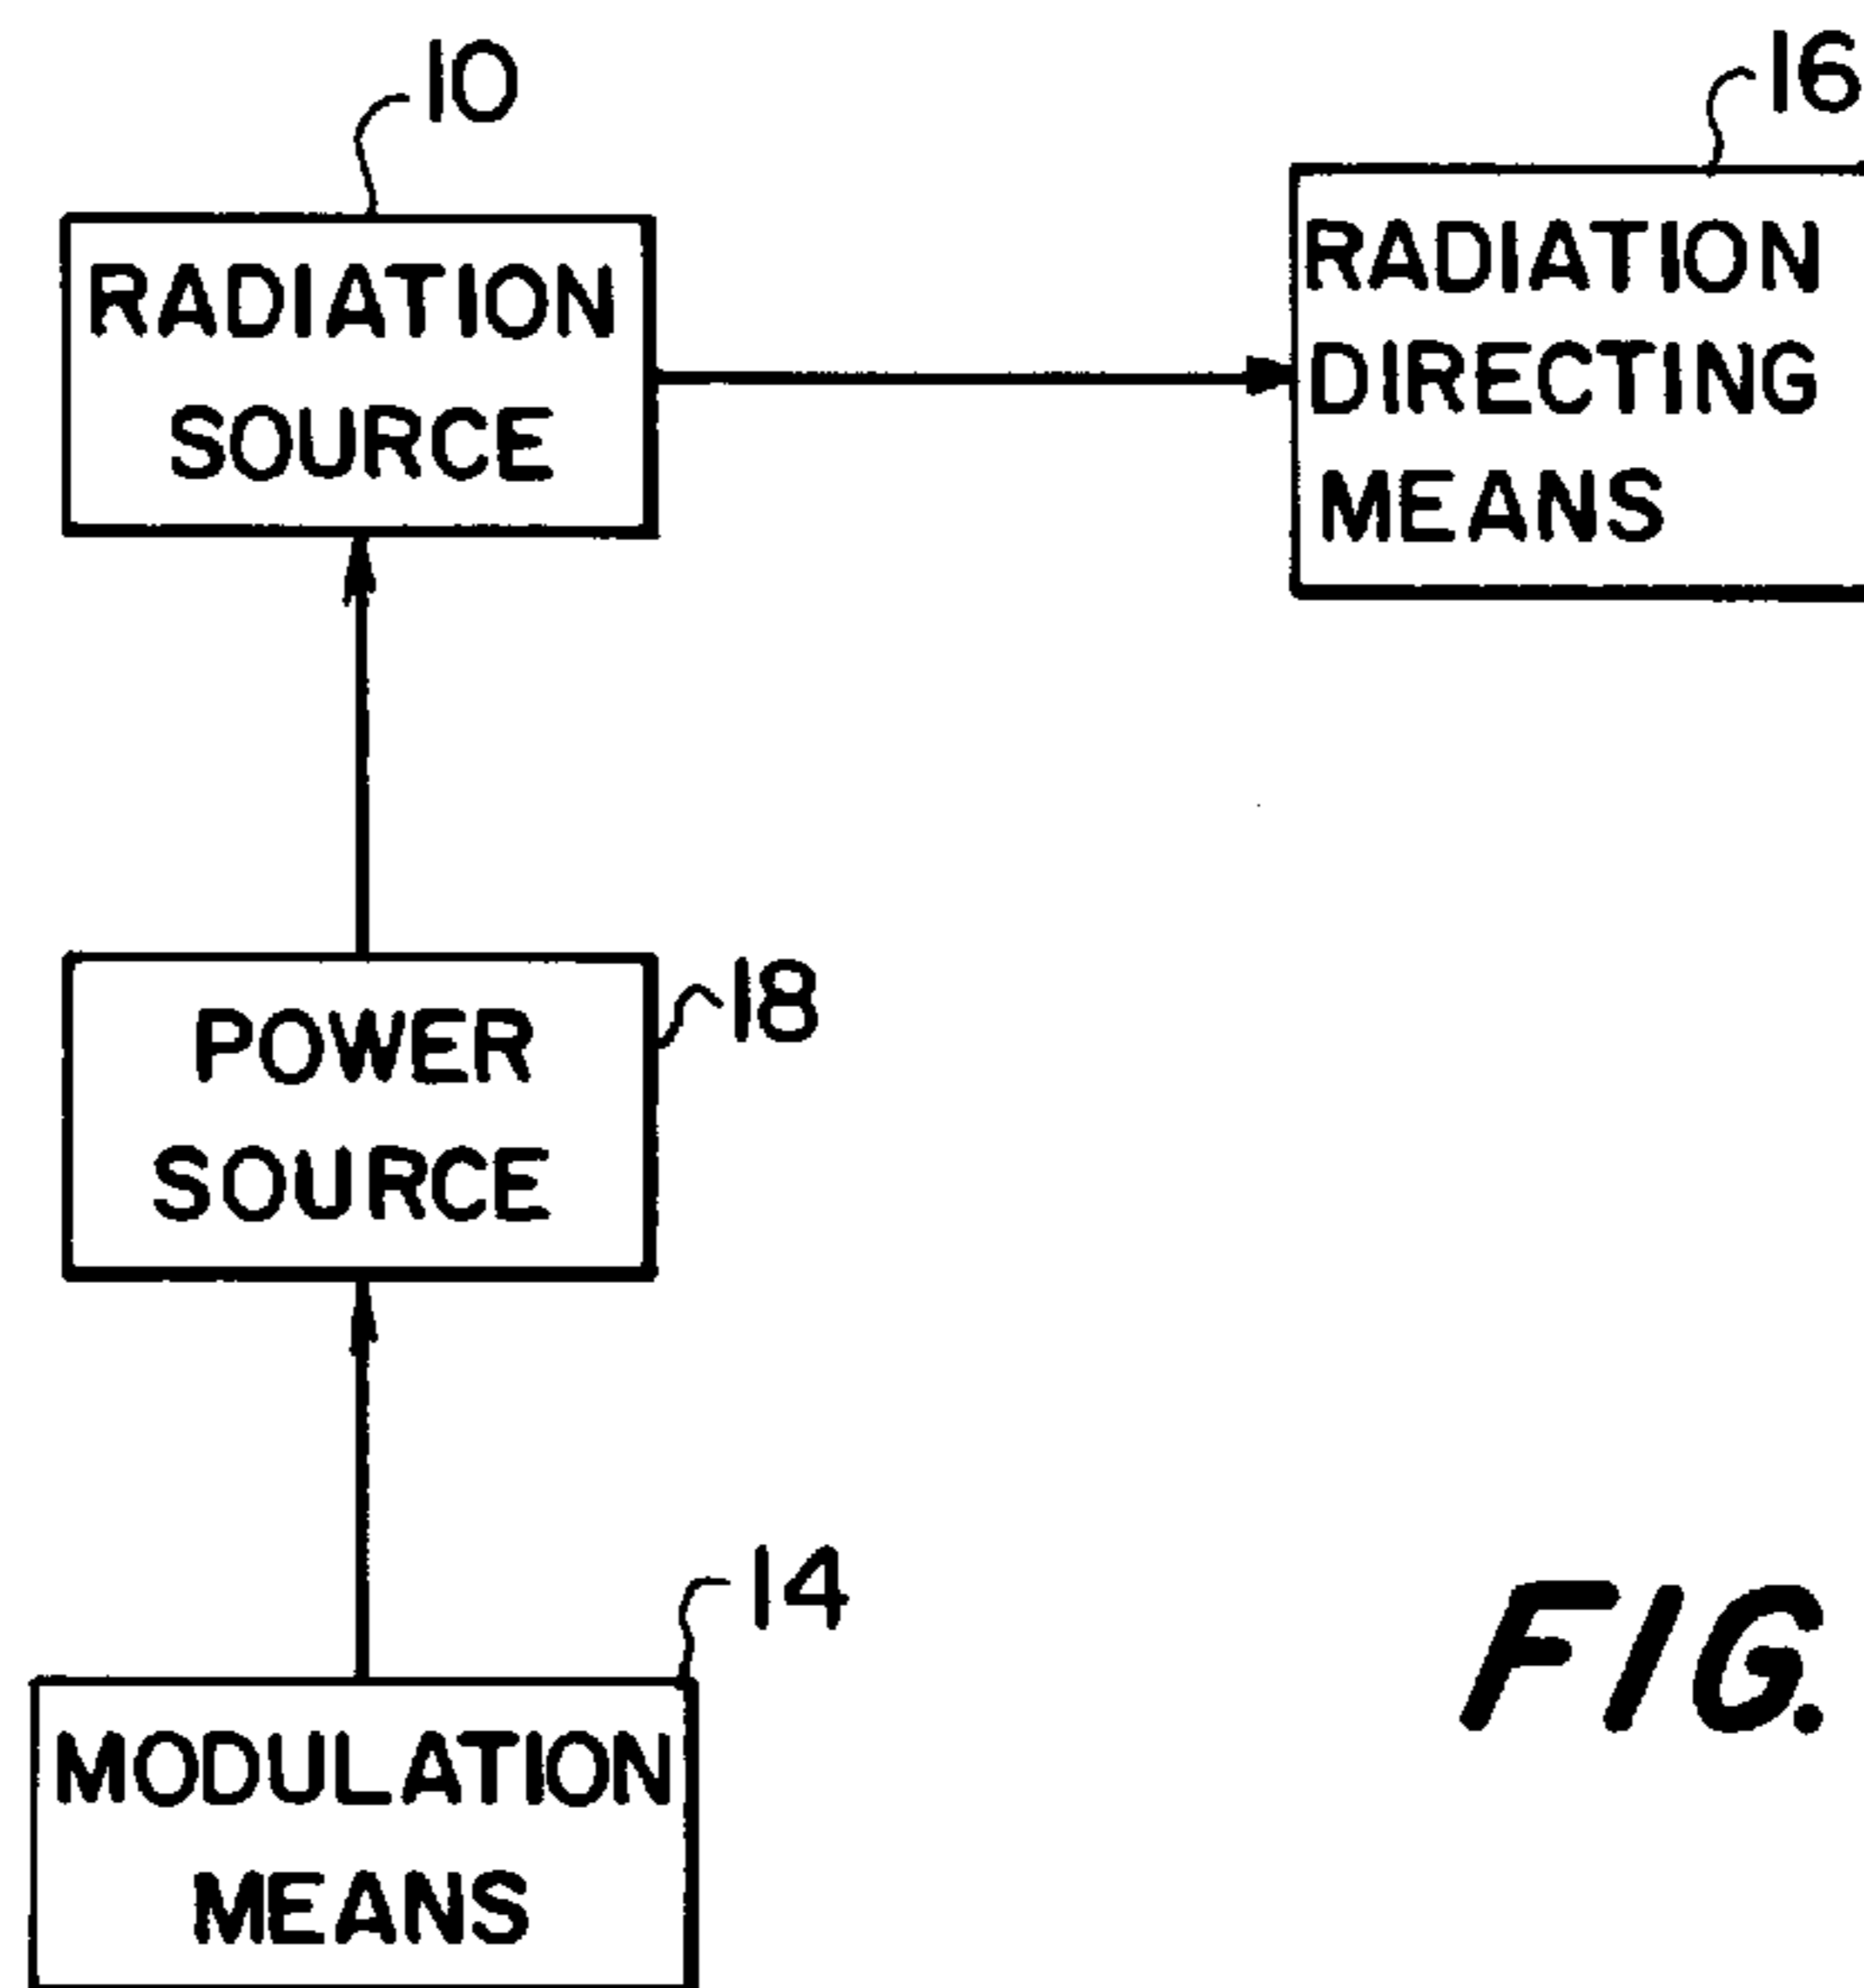 10
RADIATION
SOURCE
16
RADIATION
DIRECTING
MEANS
POWER
SOURCE
18
14
MODULATION
MEANS
FIG.